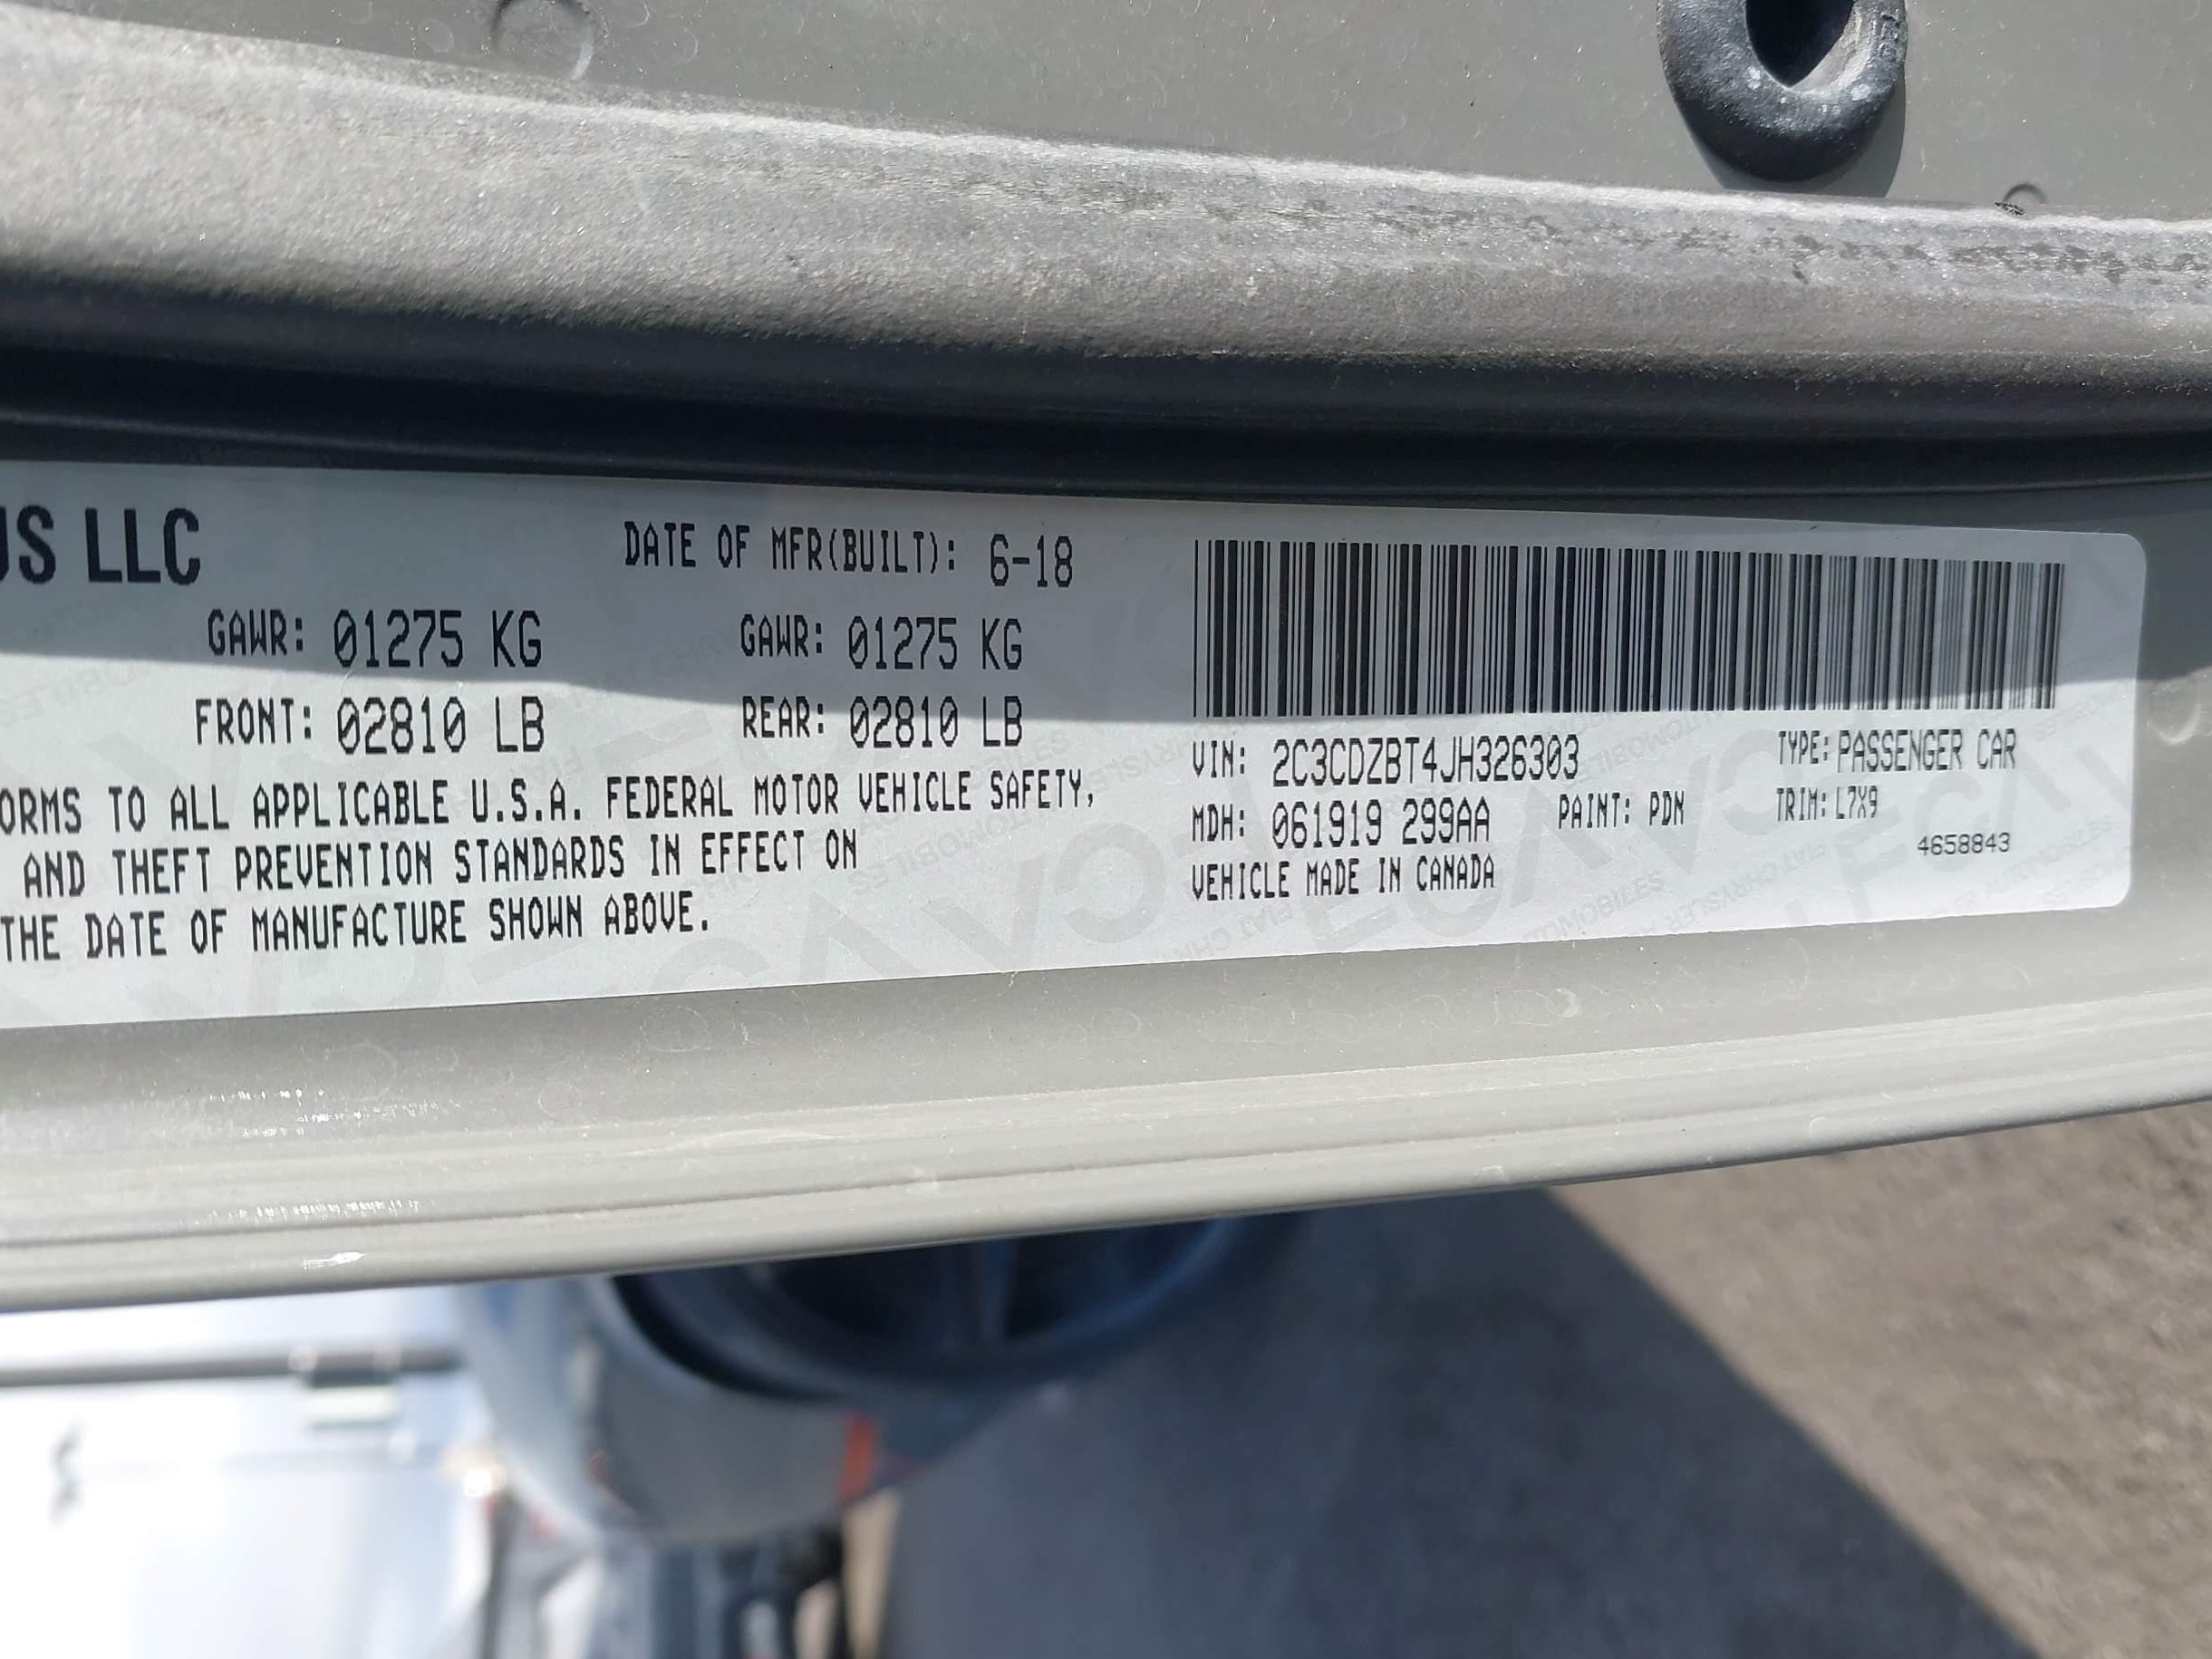 US LLC
DATE OF MFR(BUILT): 6-18
GAWR: 01275 KG GAWR: 01275 KG
FRONT: 02810 LB REAR: 02810 LB
ORMS TO ALL APPLICABLE U.S.A. FEDERAL MOTOR VEHICLE SAFETY,
AND THEFT PREVENTION STANDARDS IN EFFECT ON
THE DATE OF MANUFACTURE SHOWN ABOVE.
VIN: 2C3CDZBT4JH326303 TYPE: PASSENGER CAR
MDH: 061919 299AA PAINT: PDN TRIM: L7X9
4658843
VEHICLE MADE IN CANADA